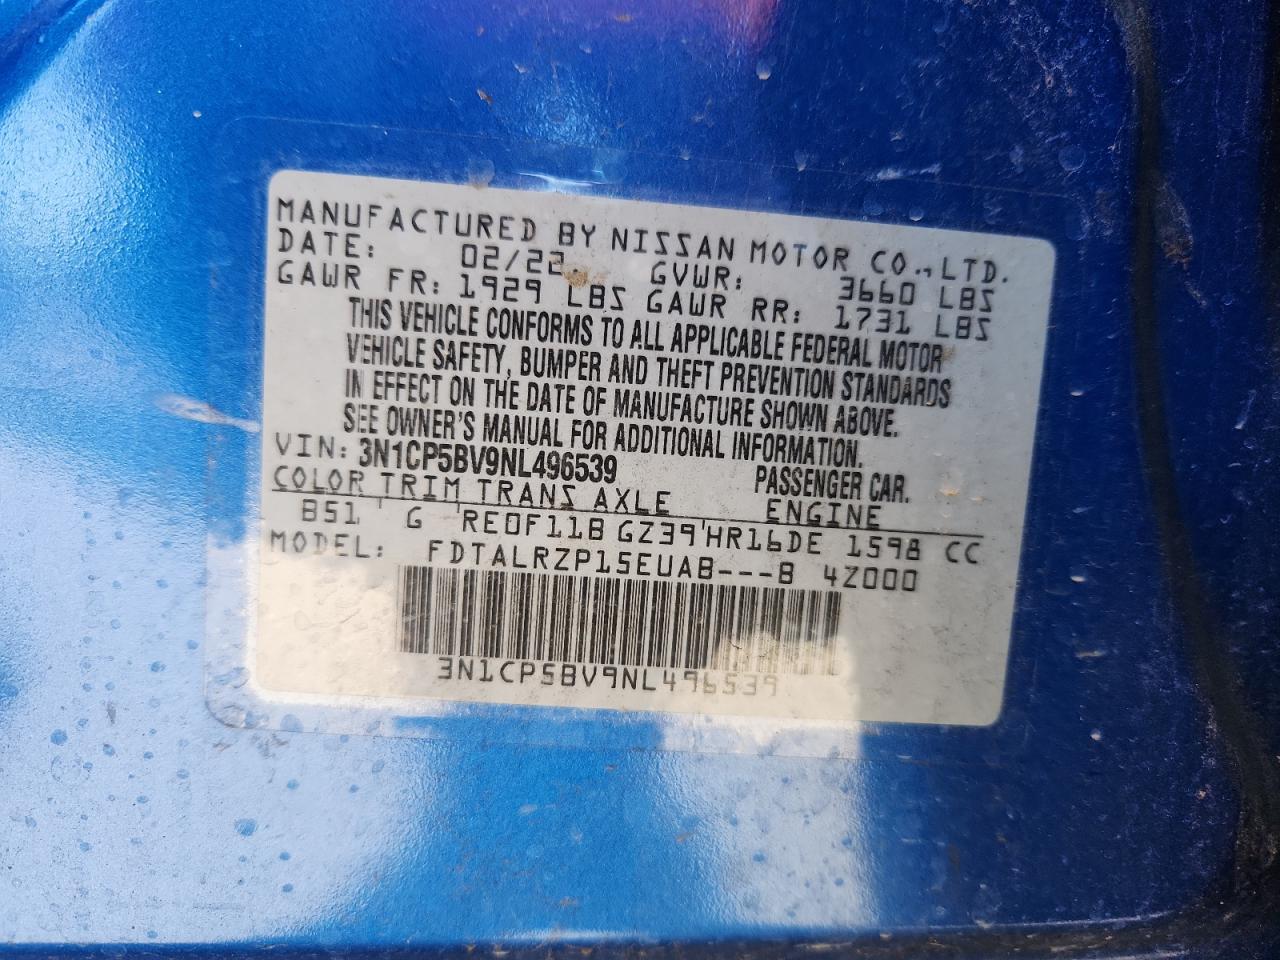 MANUFACTURED BY NISSAN MOTOR CO., LTD.
DATE: 02/22. GVWR: 3660 LBS
GAWR FR: 1929 LBS GAWR RR: 1731 LBS
THIS VEHICLE CONFORMS TO ALL APPLICABLE FEDERAL MOTOR
VEHICLE SAFETY, BUMPER AND THEFT PREVENTION STANDARDS
IN EFFECT ON THE DATE OF MANUFACTURE SHOWN ABOVE.
SEE OWNER'S MANUAL FOR ADDITIONAL INFORMATION.
VIN: 3N1CP5BV9NL496539 PASSENGER CAR.
COLOR TRIM TRANS AXLE ENGINE
B51 ' G 'RE0F11B GZ39'HR16DE 1598 CC
MODEL: FDTALRZP15EUAB---B 4Z000
3N1CP5BV9NL496539